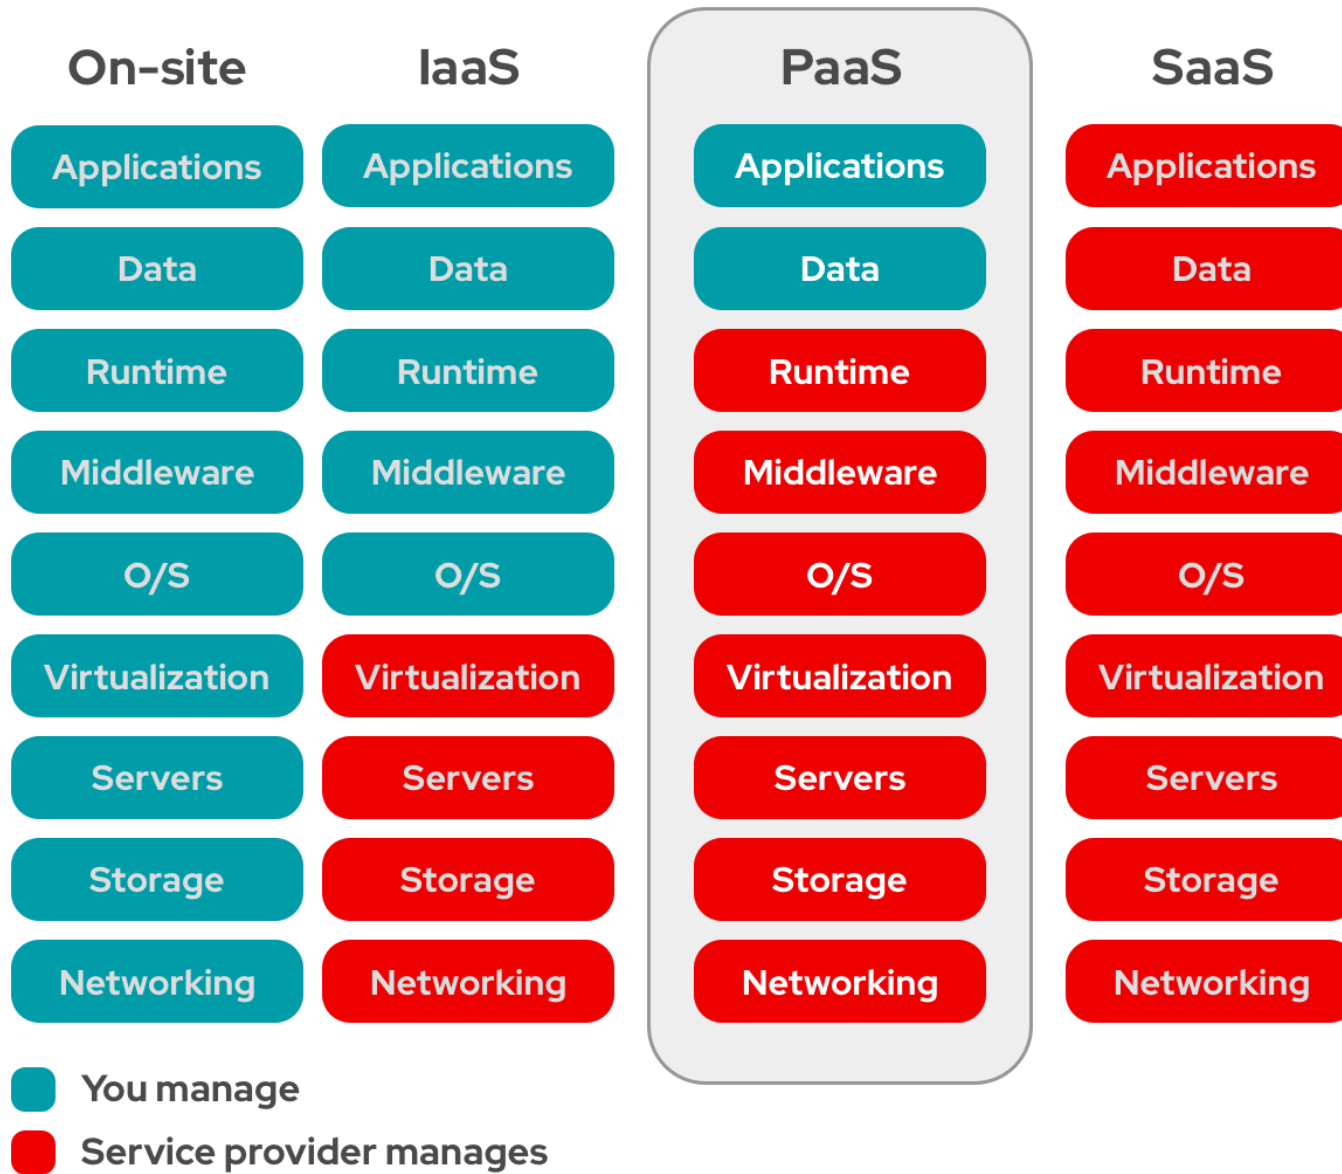 On-site IaaS PaaS SaaS
Applications Applications Applications Applications
Data Data Data Data
Runtime Runtime Runtime Runtime
Middleware Middleware Middleware Middleware
O/S O/S O/S O/S
Virtualization Virtualization Virtualization Virtualization
Servers Servers Servers Servers
Storage Storage Storage Storage
Networking Networking Networking Networking
You manage
Service provider manages